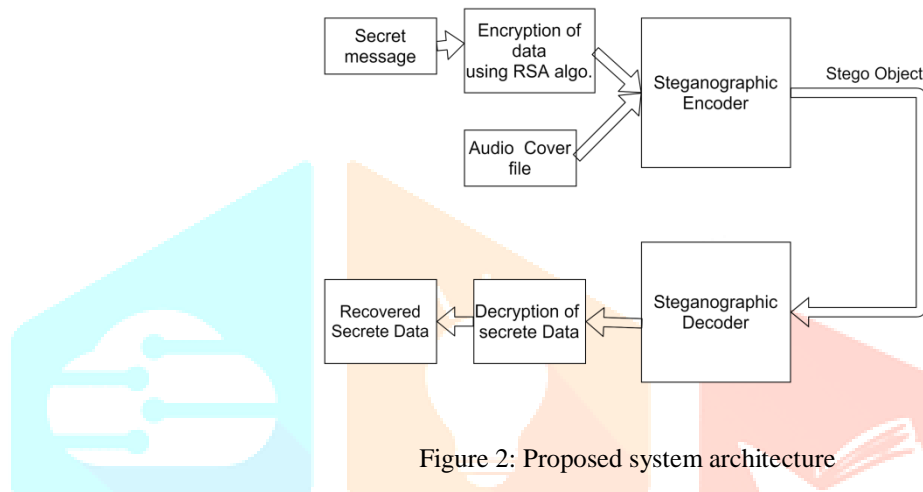 Secret
message
Encryption of
data
using RSA algo.
Steganographic
Encoder
Stego Object
Audio Cover
file
Steganographic
Decoder
Decryption of
secrete Data
Recovered
Secrete Data
Figure 2: Proposed system architecture